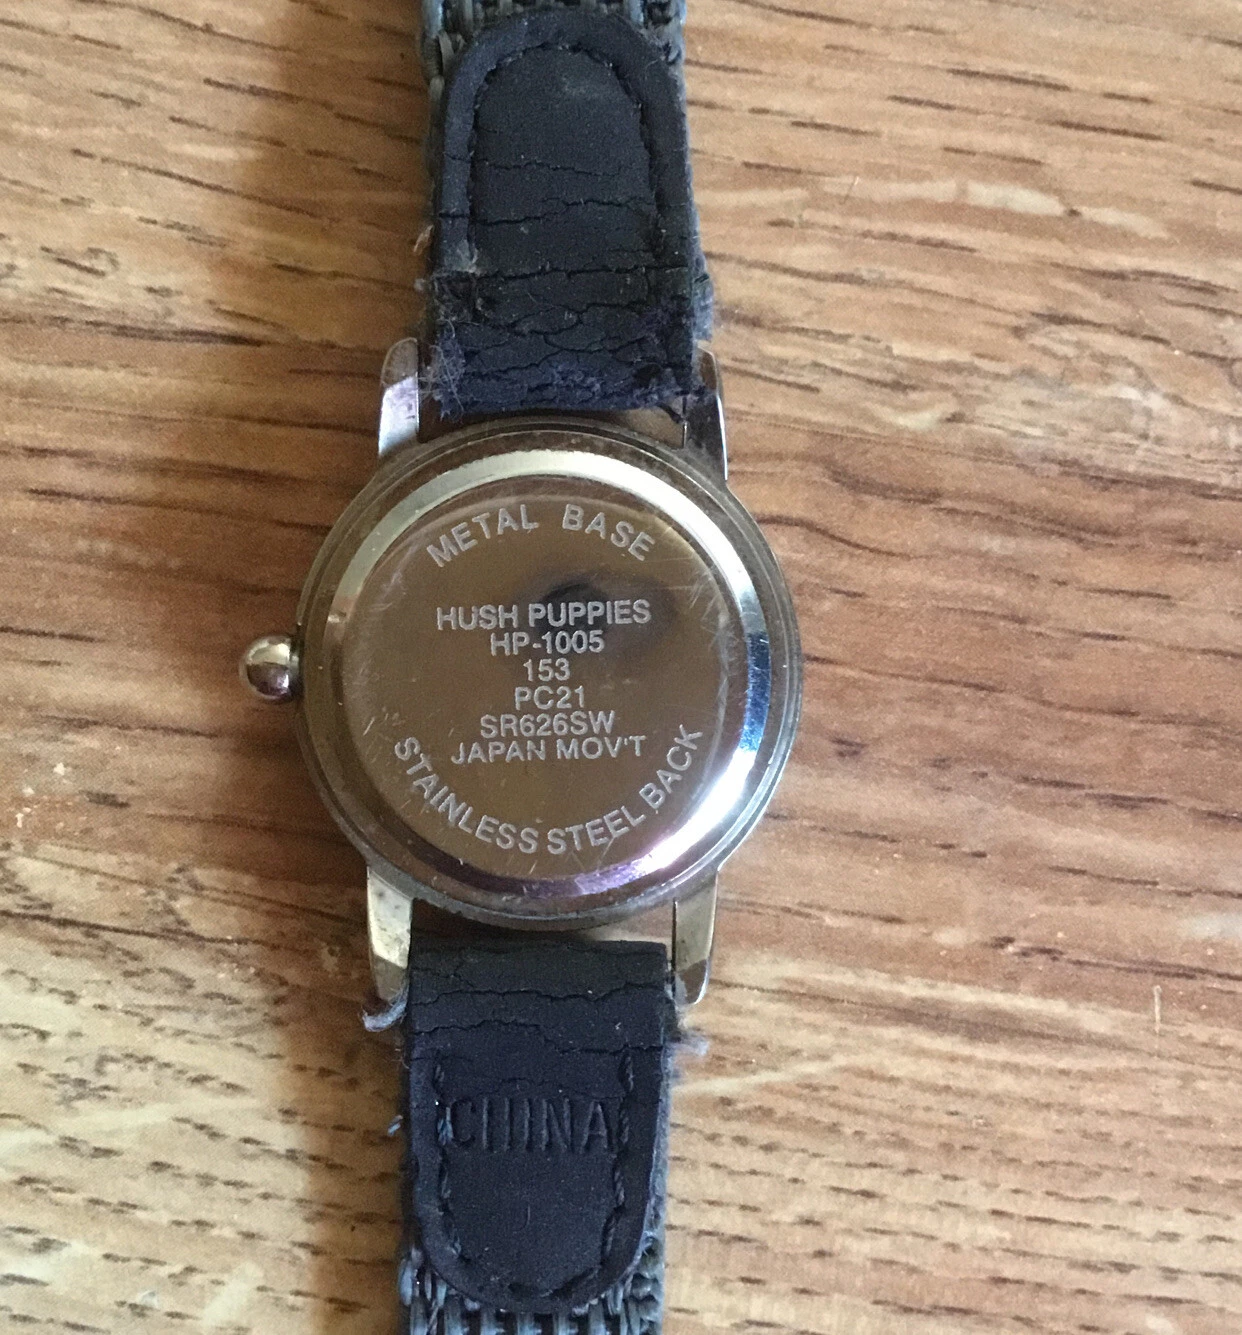 METAL BASE
HUSH PUPPIES
HP-1005
153
PC21
SR626SW
JAPAN MOV'T
STAINLESS STEEL BACK
CHINA